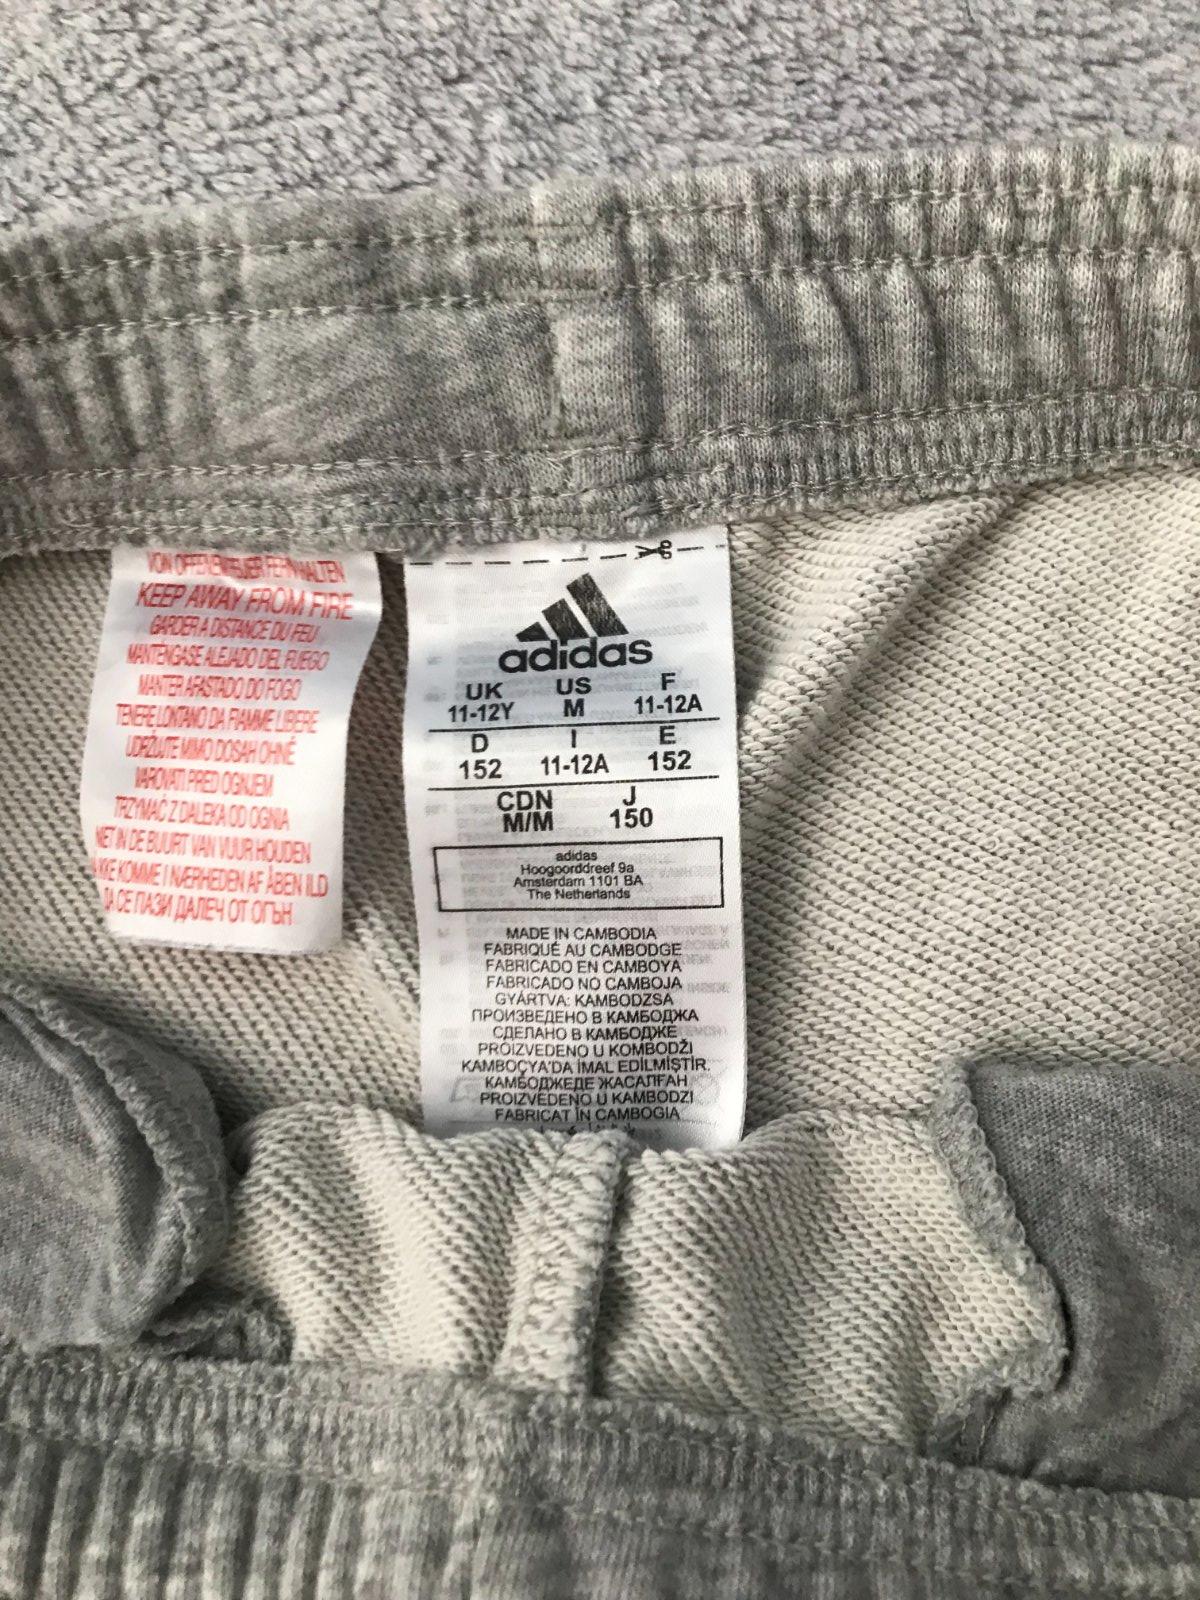 VON OFFENEM FEUER FERNHALTEN
KEEP AWAY FROM FIRE
GARDER A DISTANCE DU FEU
MANTENGASE ALEJADO DEL FUEGO
MANTER AFASTADO DO FOGO
TENERE LONTANO DA FIAMME LIBERE
UDRŽUJTE MIMO DOSAH OHNĚ
VAROVATI PRED OGNJEM
TRZYMAĆ Z DALEKA OD OGNIA
NIET IN DE BUURT VAN VUUR HOUDEN
KOMME I NÆRHEDEN AF ÅBEN ILD
ДА СЕ ПАЗИ ДАЛЕЧ ОТ ОГЪН
adidas
UK US F
11-12Y M 11-12A
D I E
152 11-12A 152
CDN J
M/M 150
adidas
Hoogoorddreef 9a
Amsterdam 1101 BA
The Netherlands
MADE IN CAMBODIA
FABRIQUÉ AU CAMBODGE
FABRICADO EN CAMBOYA
FABRICADO NO CAMBOJA
GYÁRTVA: KAMBODZSA
ПРОИЗВЕДЕНО В КАМБОДЖА
СДЕЛАНО В КАМБОДЖЕ
PROIZVEDENO U KOMBODŽI
KAMBOÇYA'DA İMAL EDİLMİŞTİR.
КАМБОДЖЕДЕ ЖАСАЛҒАН
PROIZVEDENO U KAMBODZI
FABRICAT ÎN CAMBOGIA